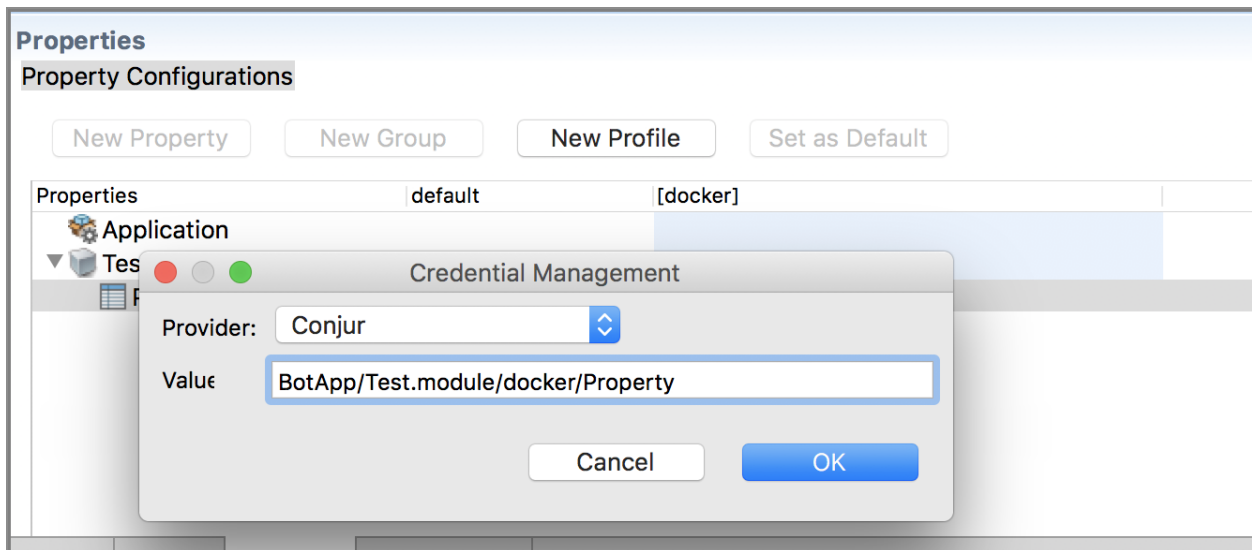 Properties
Property Configurations
New Property New Group New Profile Set as Default
Properties default [docker]
Application
Credential Management
Provider: Conjur
Value BotApp/Test.module/docker/Property
Cancel OK